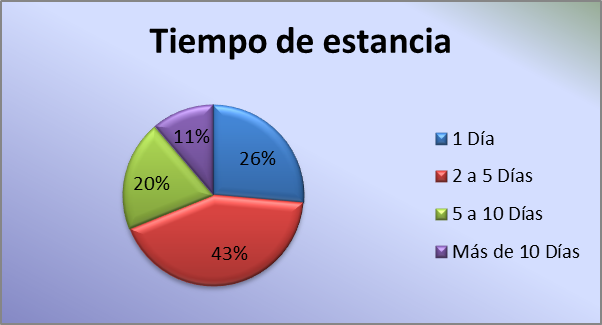 Tiempo de estancia
11%
26%
20%
43%
1 Día
2 a 5 Días
5 a 10 Días
Más de 10 Días